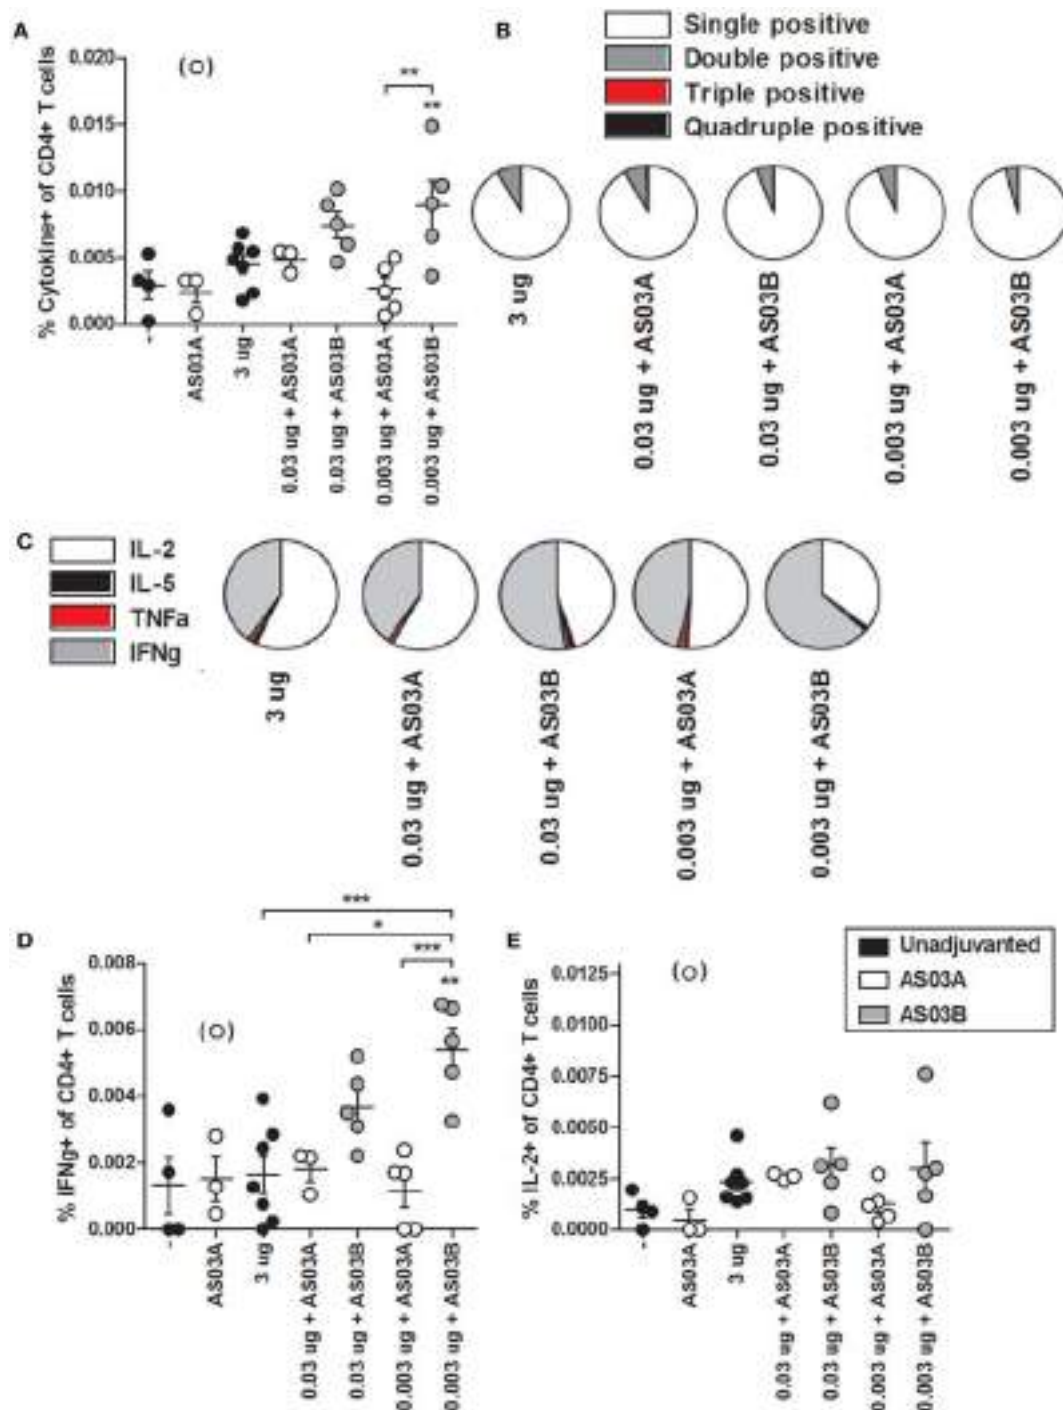 A
0.020
0.015
0.010
0.005
0.000
% Cytokine+ of CD4+ T cells
(O)
**
**
-
AS03A
3 ug
0.03 ug + AS03A
0.03 ug + AS03B
0.003 ug + AS03A
0.003 ug + AS03B
B
Single positive
Double positive
Triple positive
Quadruple positive
3 ug
0.03 ug + AS03A
0.03 ug + AS03B
0.003 ug + AS03A
0.003 ug + AS03B
C
IL-2
IL-5
TNFa
IFNg
3 ug
0.03 ug + AS03A
0.03 ug + AS03B
0.003 ug + AS03A
0.003 ug + AS03B
D
0.008
0.006
0.004
0.002
0.000
% IFNg+ of CD4+ T cells
(O)
***
*
***
**
-
AS03A
3 ug
0.03 ug + AS03A
0.03 ug + AS03B
0.003 ug + AS03A
0.003 ug + AS03B
E
0.0125
0.0100
0.0075
0.0050
0.0025
0.0000
% IL-2+ of CD4+ T cells
(O)
Unadjuvanted
AS03A
AS03B
-
AS03A
3 ug
0.03 ug + AS03A
0.03 ug + AS03B
0.003 ug + AS03A
0.003 ug + AS03B